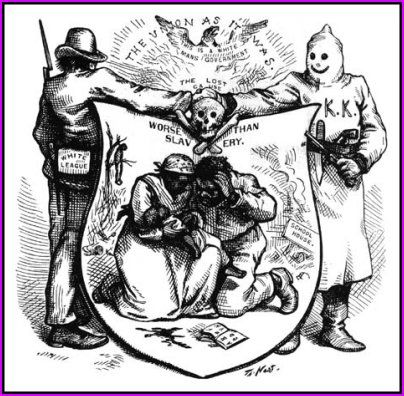 THE UNION AS IT WAS.
IS A WHITE
MANS GOVERNMENT
THE LOST
CAUSE
WORSE THAN
SLAVERY.
WHITE
LEAGUE
K.K.
SCHOOL
HOUSE.
Th. Nast.